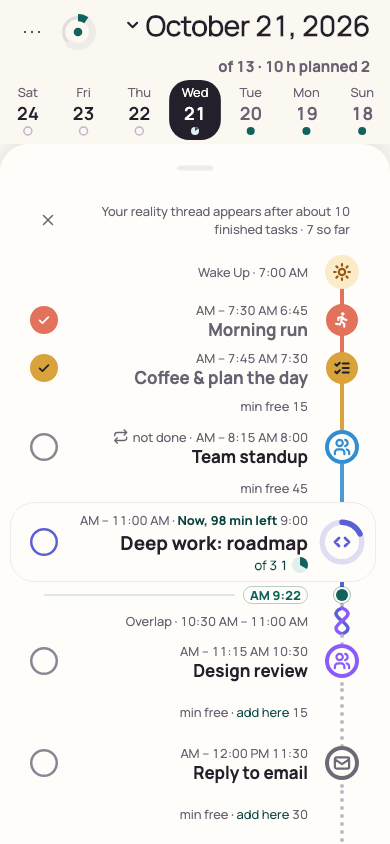 October 21, 2026
of 13 · 10 h planned 2
Sat Fri Thu Wed Tue Mon Sun
24 23 22 21 20 19 18
Your reality thread appears after about 10
finished tasks · 7 so far
Wake Up · 7:00 AM
AM – 7:30 AM 6:45
Morning run
AM – 7:45 AM 7:30
Coffee & plan the day
min free 15
not done · AM – 8:15 AM 8:00
Team standup
min free 45
AM – 11:00 AM · Now, 98 min left 9:00
Deep work: roadmap
of 3 1
AM 9:22
Overlap · 10:30 AM – 11:00 AM
AM – 11:15 AM 10:30
Design review
min free · add here 15
AM – 12:00 PM 11:30
Reply to email
min free · add here 30